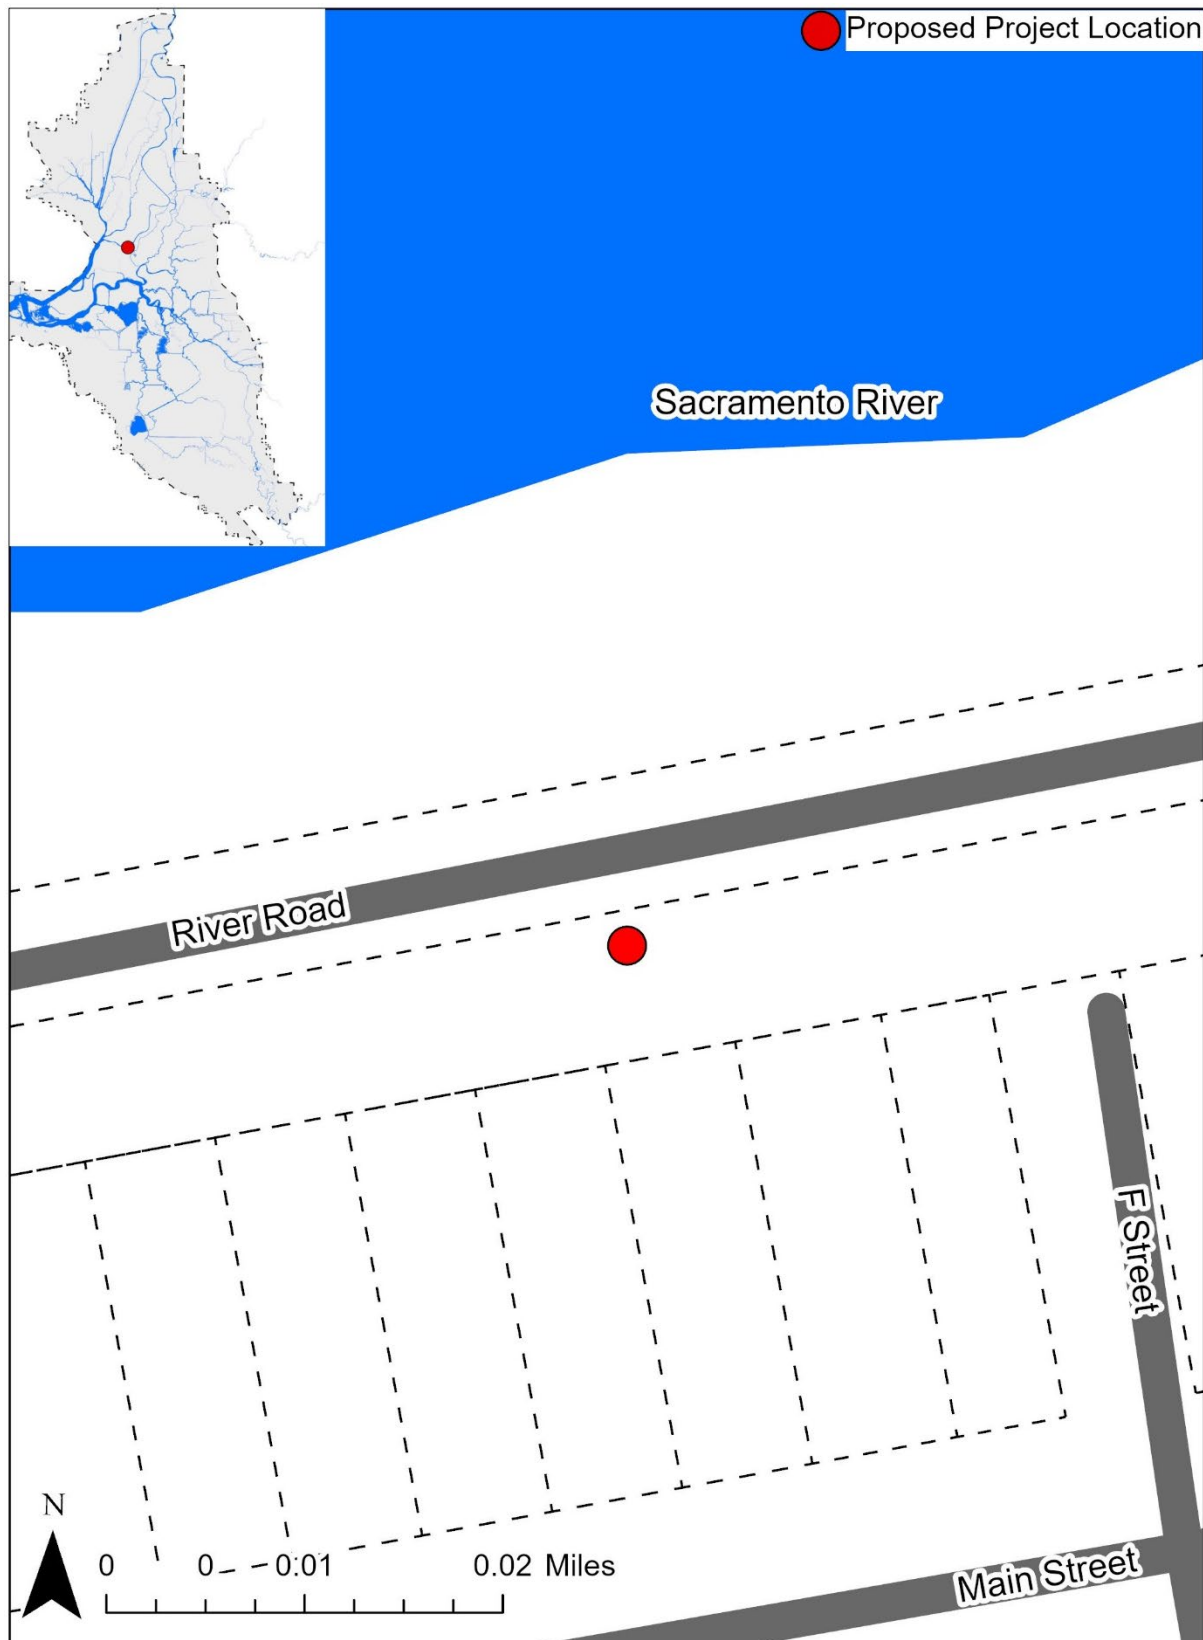 Proposed Project Location
Sacramento River
River Road
F Street
N
0 0 0.01 0.02 Miles
Main Street